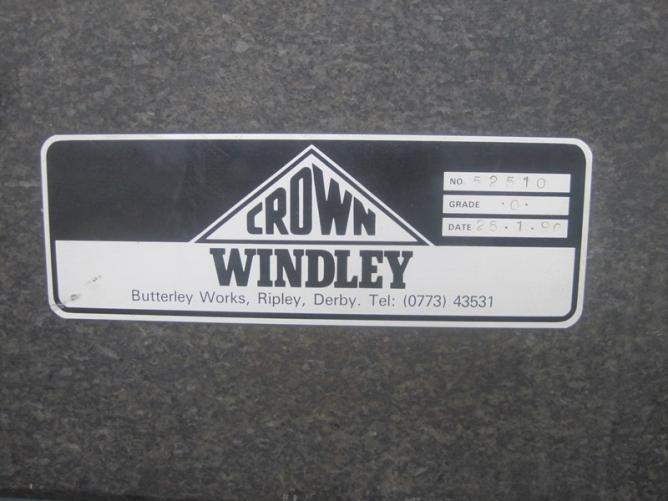 CROWN
WINDLEY
Butterley Works, Ripley, Derby. Tel: (0773) 43531
NO. 52510
GRADE ·0·
DATE 25·1·90